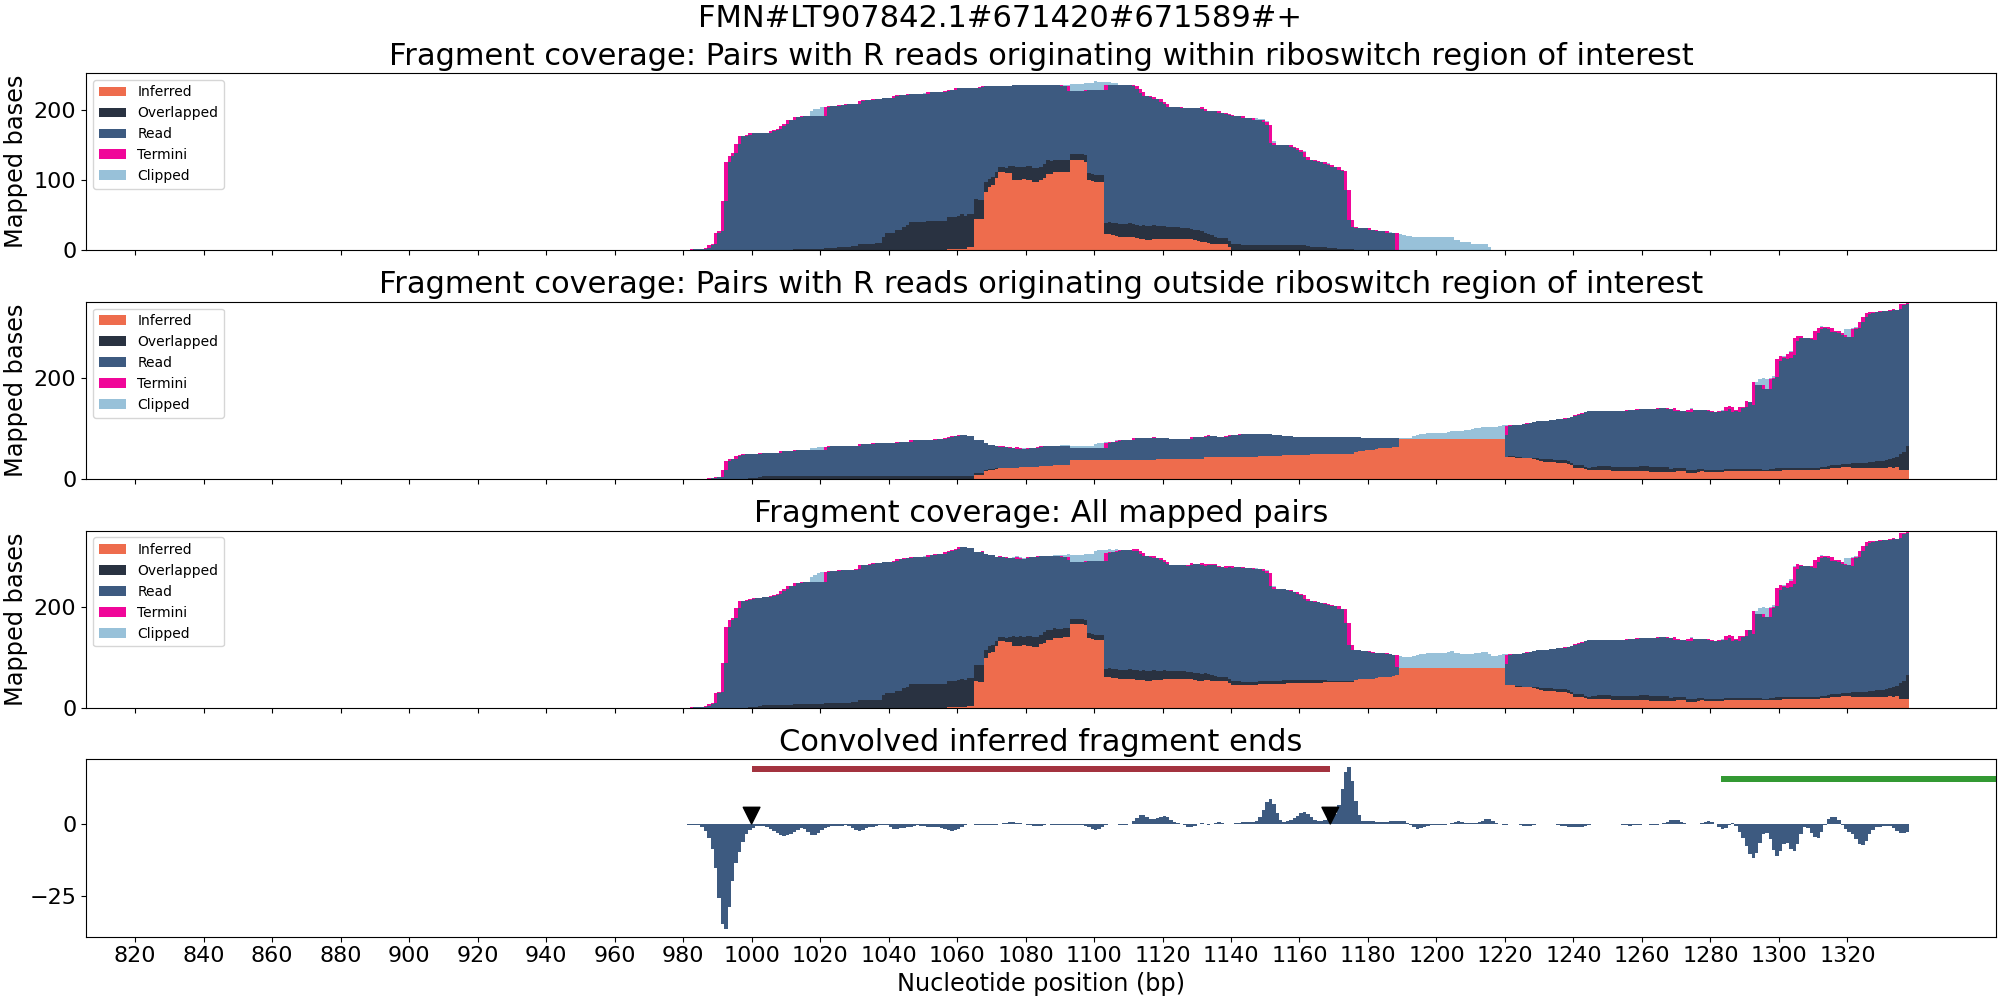 FMN#LT907842.1#671420#671589#+
Fragment coverage: Pairs with R reads originating within riboswitch region of interest
Mapped bases
200
100
0
Inferred
Overlapped
Read
Termini
Clipped
Fragment coverage: Pairs with R reads originating outside riboswitch region of interest
Mapped bases
200
0
Inferred
Overlapped
Read
Termini
Clipped
Fragment coverage: All mapped pairs
Mapped bases
200
0
Inferred
Overlapped
Read
Termini
Clipped
Convolved inferred fragment ends
0
−25
820 840 860 880 900 920 940 960 980 1000 1020 1040 1060 1080 1100 1120 1140 1160 1180 1200 1220 1240 1260 1280 1300 1320
Nucleotide position (bp)